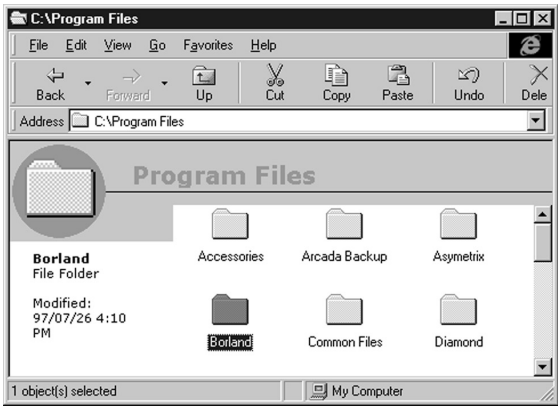 C:\Program Files
File Edit View Go Favorites Help
Back Forward Up Cut Copy Paste Undo Dele
Address C:\Program Files
Program Files
Accessories Arcada Backup Asymetrix
Borland
File Folder
Modified:
97/07/26 4:10
PM
Borland Common Files Diamond
1 object(s) selected My Computer